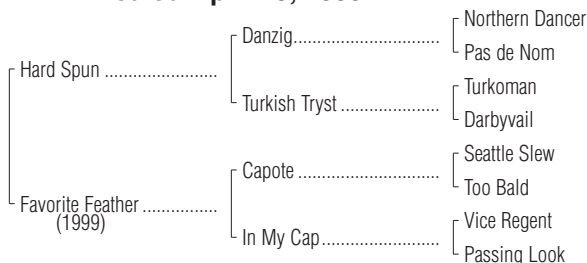 Northern Dancer
Danzig
Pas de Nom
Hard Spun
Turkoman
Turkish Tryst
Darbyvail
Seattle Slew
Capote
Too Bald
Favorite Feather
(1999)
Vice Regent
In My Cap
Passing Look